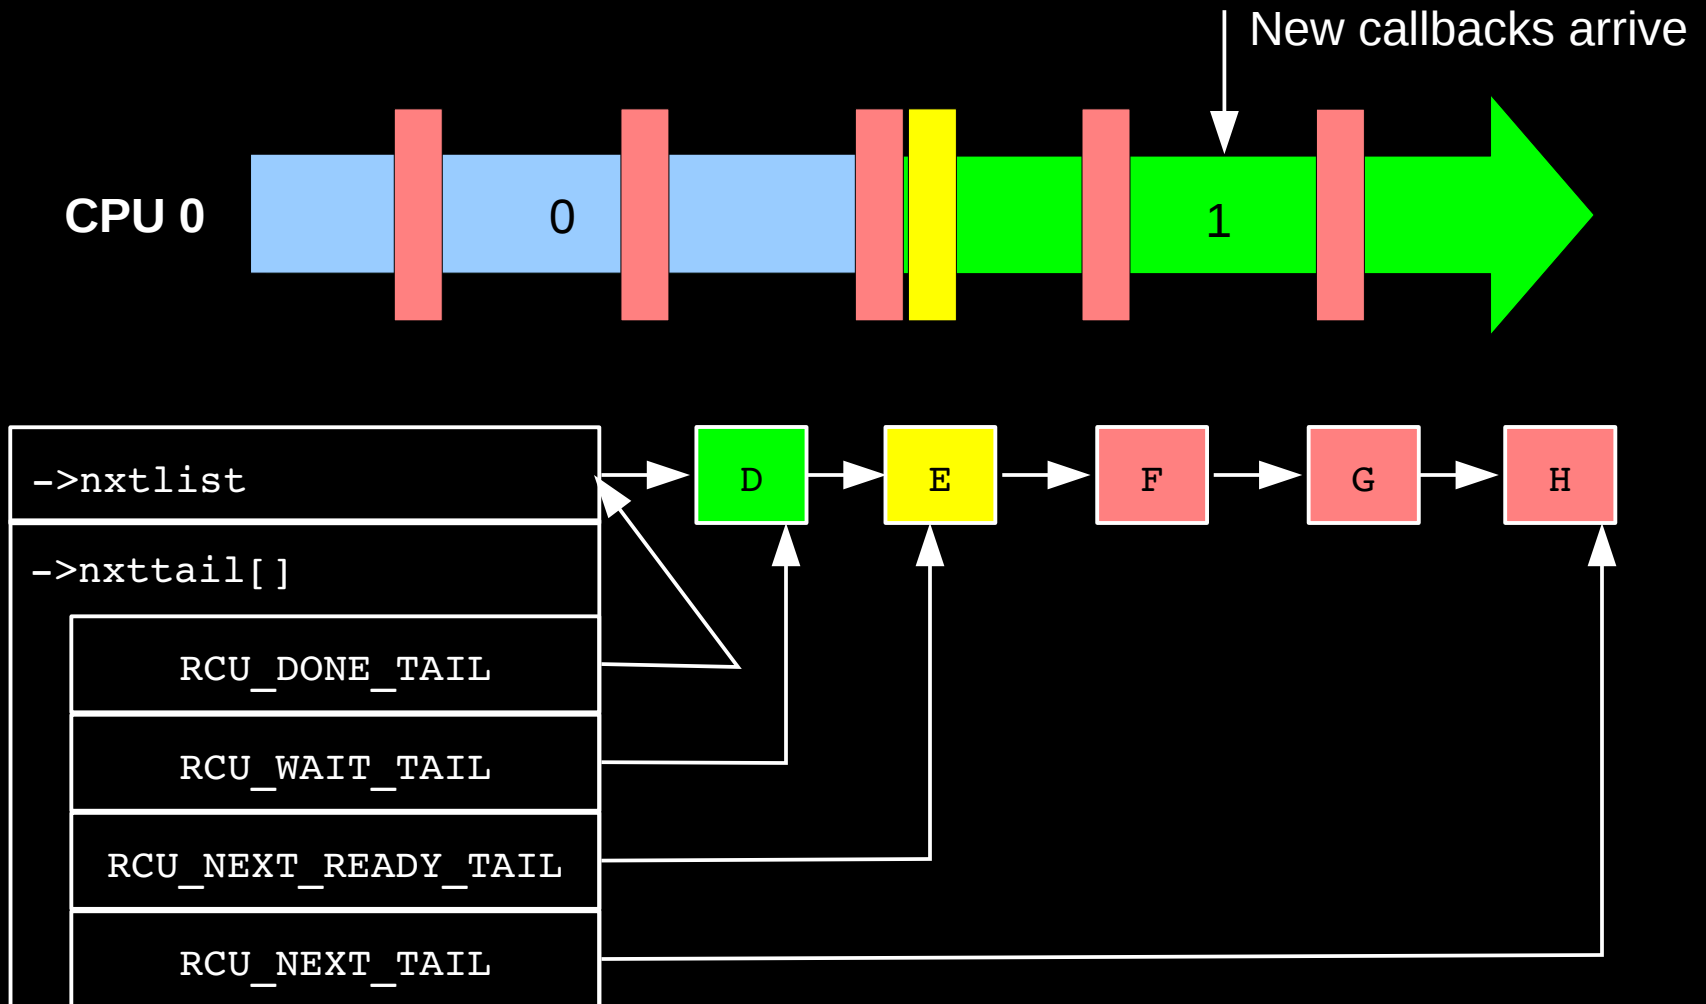 New callbacks arrive
CPU 0
0
1
->nxtlist
D
E
F
G
H
->nxttail[]
RCU_DONE_TAIL
RCU_WAIT_TAIL
RCU_NEXT_READY_TAIL
RCU_NEXT_TAIL